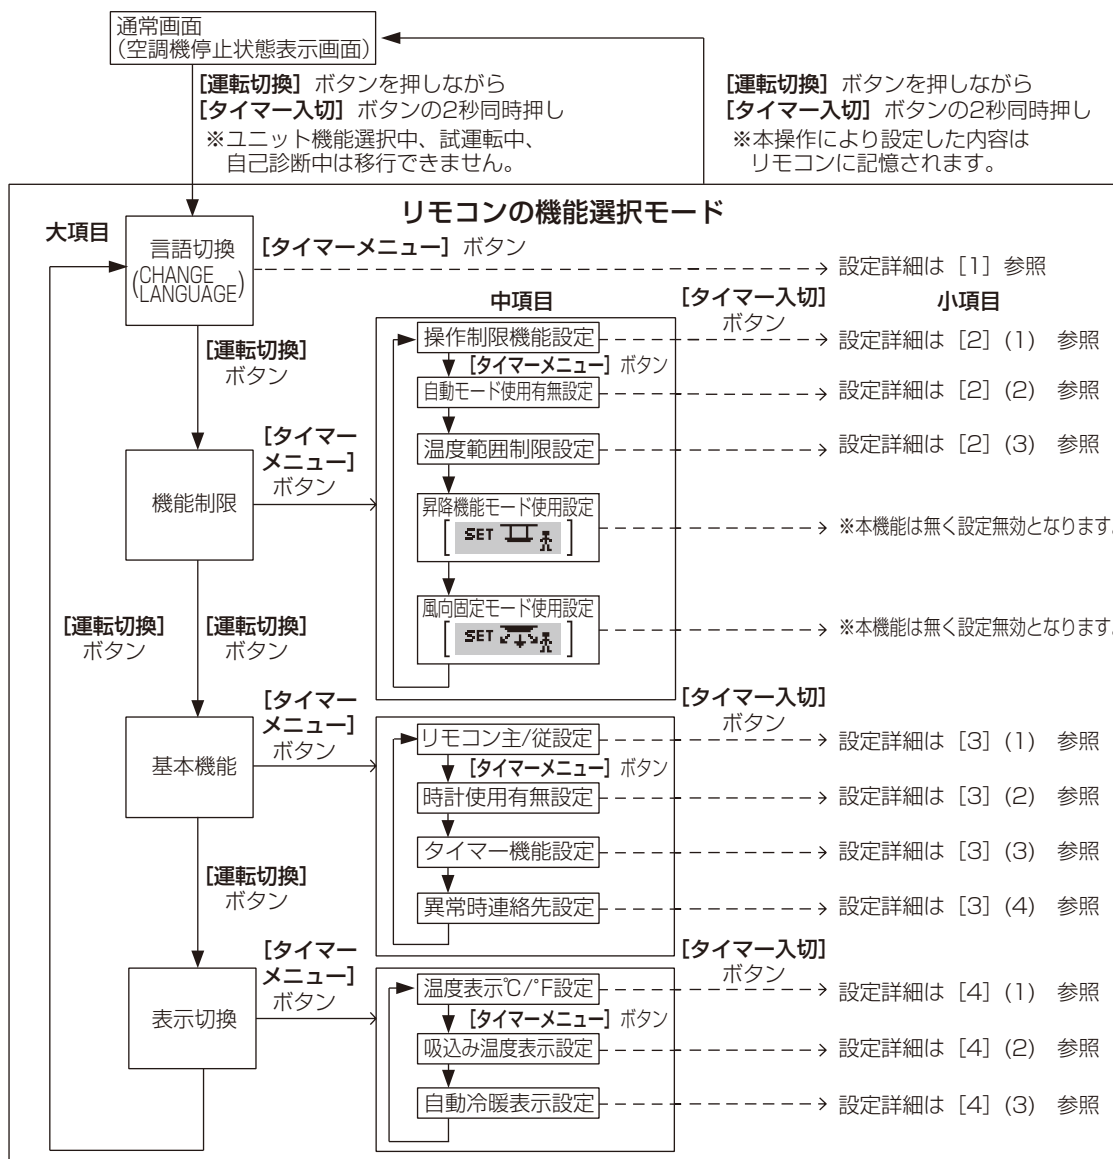 通常画面
(空調機停止状態表示画面)
[運転切換] ボタンを押しながら
[タイマー入切] ボタンの2秒同時押し
※ユニット機能選択中、試運転中、
自己診断中は移行できません。
[運転切換] ボタンを押しながら
[タイマー入切] ボタンの2秒同時押し
※本操作により設定した内容は
リモコンに記憶されます。
リモコンの機能選択モード
大項目
言語切換
(CHANGE
LANGUAGE)
[タイマーメニュー] ボタン
設定詳細は [1] 参照
中項目
[タイマー入切]
ボタン
小項目
[運転切換]
ボタン
操作制限機能設定
設定詳細は [2] (1) 参照
[タイマーメニュー] ボタン
自動モード使用有無設定
設定詳細は [2] (2) 参照
温度範囲制限設定
設定詳細は [2] (3) 参照
[タイマー
メニュー]
ボタン
機能制限
昇降機能モード使用設定
[SET]
※本機能は無く設定無効となります。
風向固定モード使用設定
[SET]
※本機能は無く設定無効となります。
[運転切換]
ボタン
[運転切換]
ボタン
[タイマー
メニュー]
ボタン
[タイマー入切]
ボタン
基本機能
リモコン主/従設定
設定詳細は [3] (1) 参照
[タイマーメニュー] ボタン
時計使用有無設定
設定詳細は [3] (2) 参照
タイマー機能設定
設定詳細は [3] (3) 参照
異常時連絡先設定
設定詳細は [3] (4) 参照
[運転切換]
ボタン
[タイマー
メニュー]
ボタン
[タイマー入切]
ボタン
表示切換
温度表示℃/°F設定
設定詳細は [4] (1) 参照
[タイマーメニュー] ボタン
吸込み温度表示設定
設定詳細は [4] (2) 参照
自動冷暖表示設定
設定詳細は [4] (3) 参照